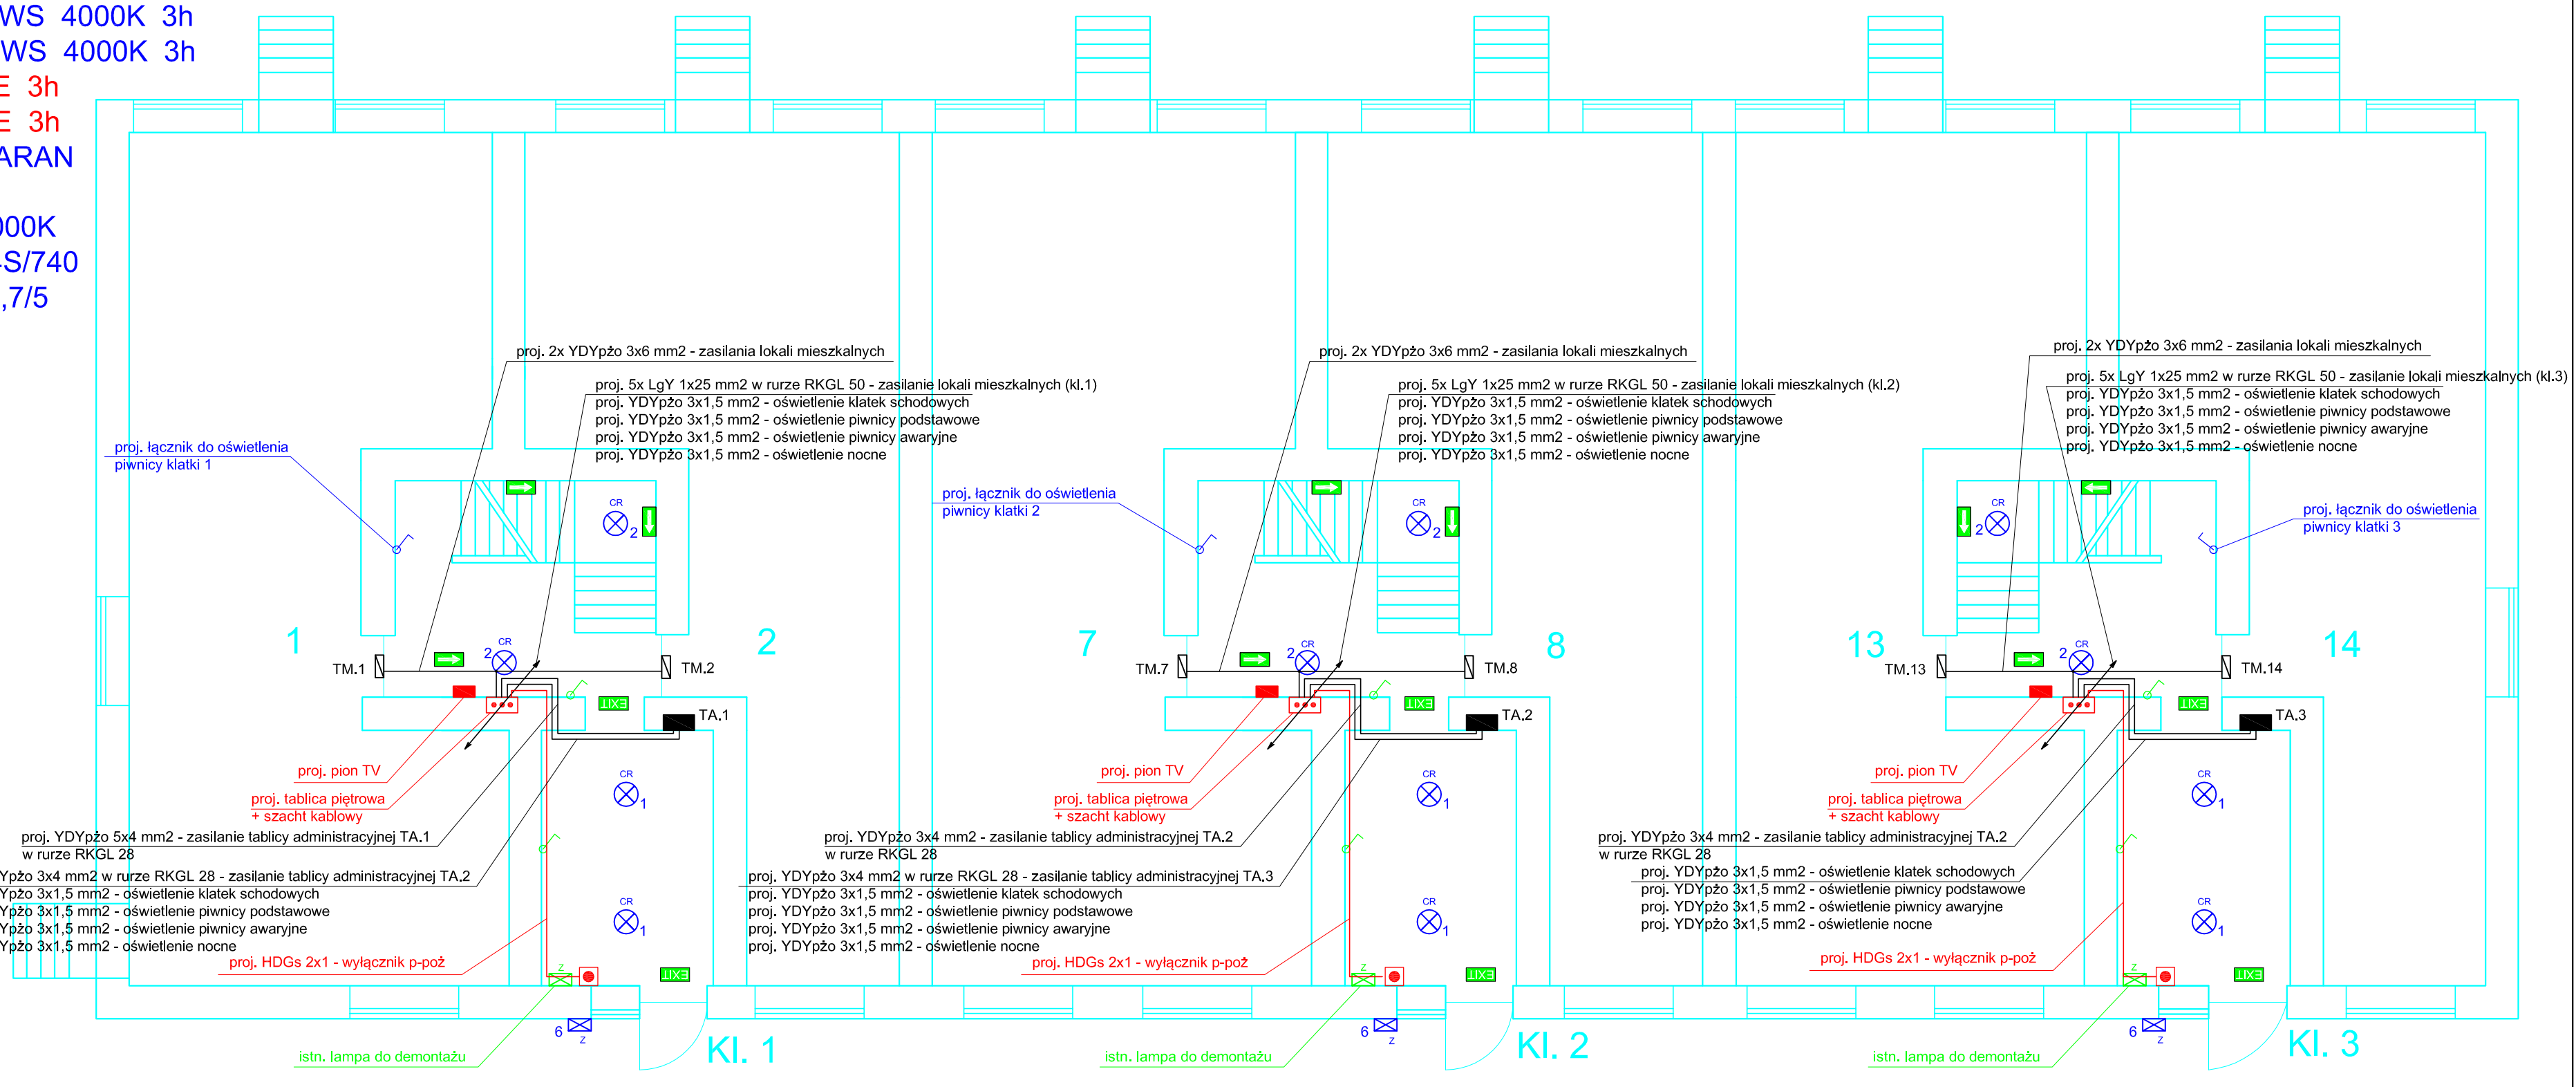 WS 4000K 3h
WS 4000K 3h
E 3h
E 3h
ARAN
000K
S/740
,7/5
proj. 2x YDYpżo 3x6 mm2 - zasilania lokali mieszkalnych
proj. 5x LgY 1x25 mm2 w rurze RKGL 50 - zasilanie lokali mieszkalnych (kl.1)
proj. YDYpżo 3x1,5 mm2 - oświetlenie klatek schodowych
proj. YDYpżo 3x1,5 mm2 - oświetlenie piwnicy podstawowe
proj. YDYpżo 3x1,5 mm2 - oświetlenie piwnicy awaryjne
proj. YDYpżo 3x1,5 mm2 - oświetlenie nocne
proj. łącznik do oświetlenia
piwnicy klatki 1
CR
2
1
2
CR
2
TM.1
TM.2
EXIT
TA.1
proj. pion TV
proj. tablica piętrowa
+ szacht kablowy
CR
1
proj. YDYpżo 5x4 mm2 - zasilanie tablicy administracyjnej TA.1
w rurze RKGL 28
Ypżo 3x4 mm2 w rurze RKGL 28 - zasilanie tablicy administracyjnej TA.2
Ypżo 3x1,5 mm2 - oświetlenie klatek schodowych
Ypżo 3x1,5 mm2 - oświetlenie piwnicy podstawowe
Ypżo 3x1,5 mm2 - oświetlenie piwnicy awaryjne
Ypżo 3x1,5 mm2 - oświetlenie nocne
CR
1
proj. HDGs 2x1 - wyłącznik p-poż
Z
EXIT
6
Z
istn. lampa do demontażu
Kl. 1
proj. 2x YDYpżo 3x6 mm2 - zasilania lokali mieszkalnych
proj. 5x LgY 1x25 mm2 w rurze RKGL 50 - zasilanie lokali mieszkalnych (kl.2)
proj. YDYpżo 3x1,5 mm2 - oświetlenie klatek schodowych
proj. YDYpżo 3x1,5 mm2 - oświetlenie piwnicy podstawowe
proj. YDYpżo 3x1,5 mm2 - oświetlenie piwnicy awaryjne
proj. YDYpżo 3x1,5 mm2 - oświetlenie nocne
proj. łącznik do oświetlenia
piwnicy klatki 2
CR
2
7
8
CR
2
TM.7
TM.8
EXIT
TA.2
proj. pion TV
proj. tablica piętrowa
+ szacht kablowy
CR
1
proj. YDYpżo 3x4 mm2 - zasilanie tablicy administracyjnej TA.2
w rurze RKGL 28
proj. YDYpżo 3x4 mm2 w rurze RKGL 28 - zasilanie tablicy administracyjnej TA.3
proj. YDYpżo 3x1,5 mm2 - oświetlenie klatek schodowych
proj. YDYpżo 3x1,5 mm2 - oświetlenie piwnicy podstawowe
proj. YDYpżo 3x1,5 mm2 - oświetlenie piwnicy awaryjne
proj. YDYpżo 3x1,5 mm2 - oświetlenie nocne
CR
1
proj. HDGs 2x1 - wyłącznik p-poż
Z
EXIT
6
Z
istn. lampa do demontażu
Kl. 2
proj. 2x YDYpżo 3x6 mm2 - zasilania lokali mieszkalnych
proj. 5x LgY 1x25 mm2 w rurze RKGL 50 - zasilanie lokali mieszkalnych (kl.3)
proj. YDYpżo 3x1,5 mm2 - oświetlenie klatek schodowych
proj. YDYpżo 3x1,5 mm2 - oświetlenie piwnicy podstawowe
proj. YDYpżo 3x1,5 mm2 - oświetlenie piwnicy awaryjne
proj. YDYpżo 3x1,5 mm2 - oświetlenie nocne
CR
2
proj. łącznik do oświetlenia
piwnicy klatki 3
13
14
CR
2
TM.13
TM.14
EXIT
TA.3
proj. pion TV
proj. tablica piętrowa
+ szacht kablowy
CR
1
proj. YDYpżo 3x4 mm2 - zasilanie tablicy administracyjnej TA.2
w rurze RKGL 28
proj. YDYpżo 3x1,5 mm2 - oświetlenie klatek schodowych
proj. YDYpżo 3x1,5 mm2 - oświetlenie piwnicy podstawowe
proj. YDYpżo 3x1,5 mm2 - oświetlenie piwnicy awaryjne
proj. YDYpżo 3x1,5 mm2 - oświetlenie nocne
CR
1
proj. HDGs 2x1 - wyłącznik p-poż
Z
EXIT
6
Z
istn. lampa do demontażu
Kl. 3